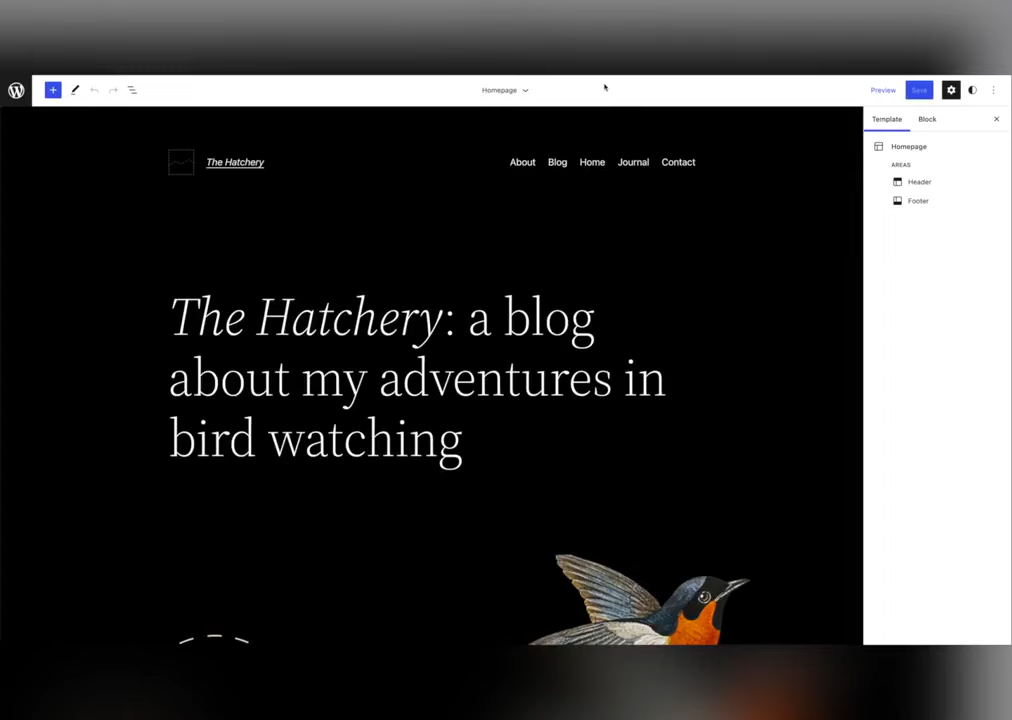 Homepage
Preview
Save
Template
Block
Homepage
AREAS
Header
Footer
The Hatchery
About
Blog
Home
Journal
Contact
The Hatchery: a blog
about my adventures in
bird watching